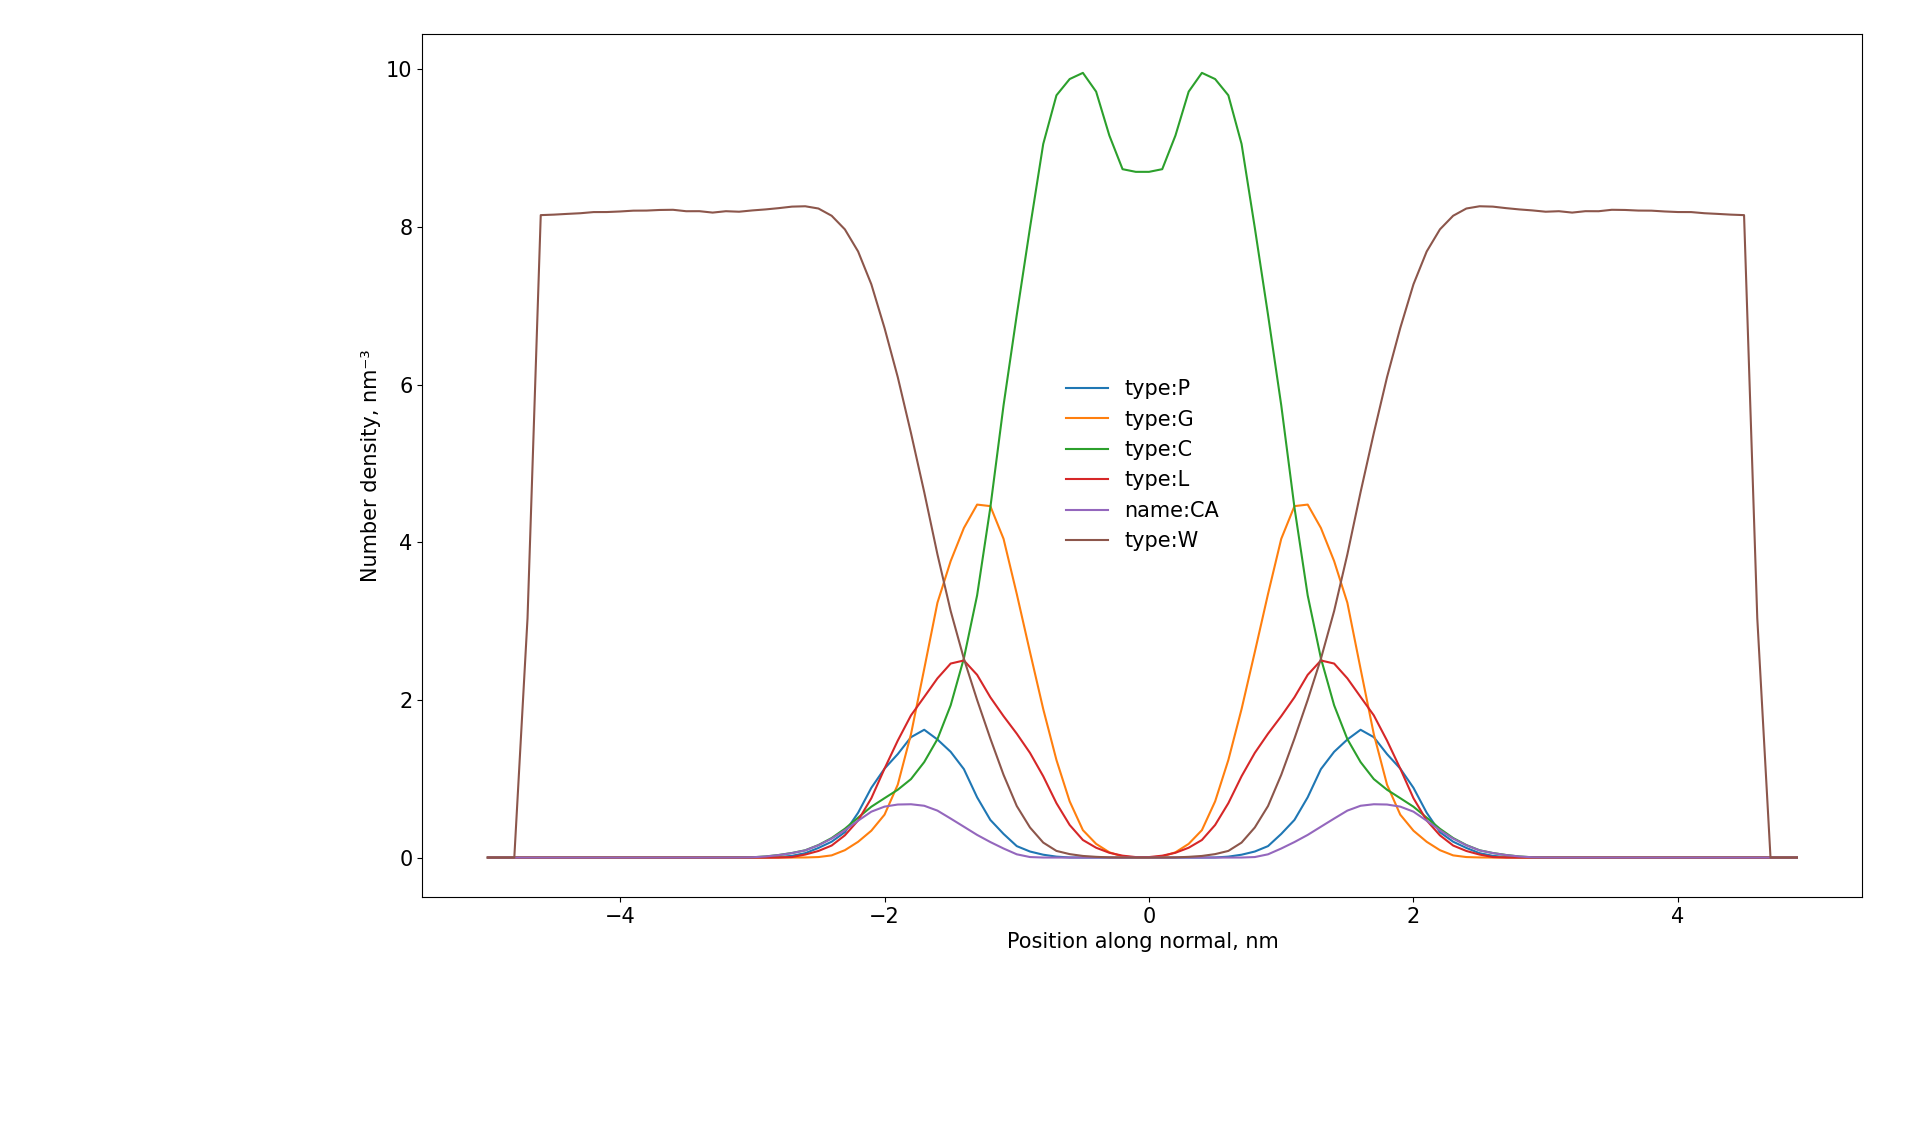 10
8
6
4
2
0
Number density, nm⁻³
type:P
type:G
type:C
type:L
name:CA
type:W
−4 −2 0 2 4
Position along normal, nm